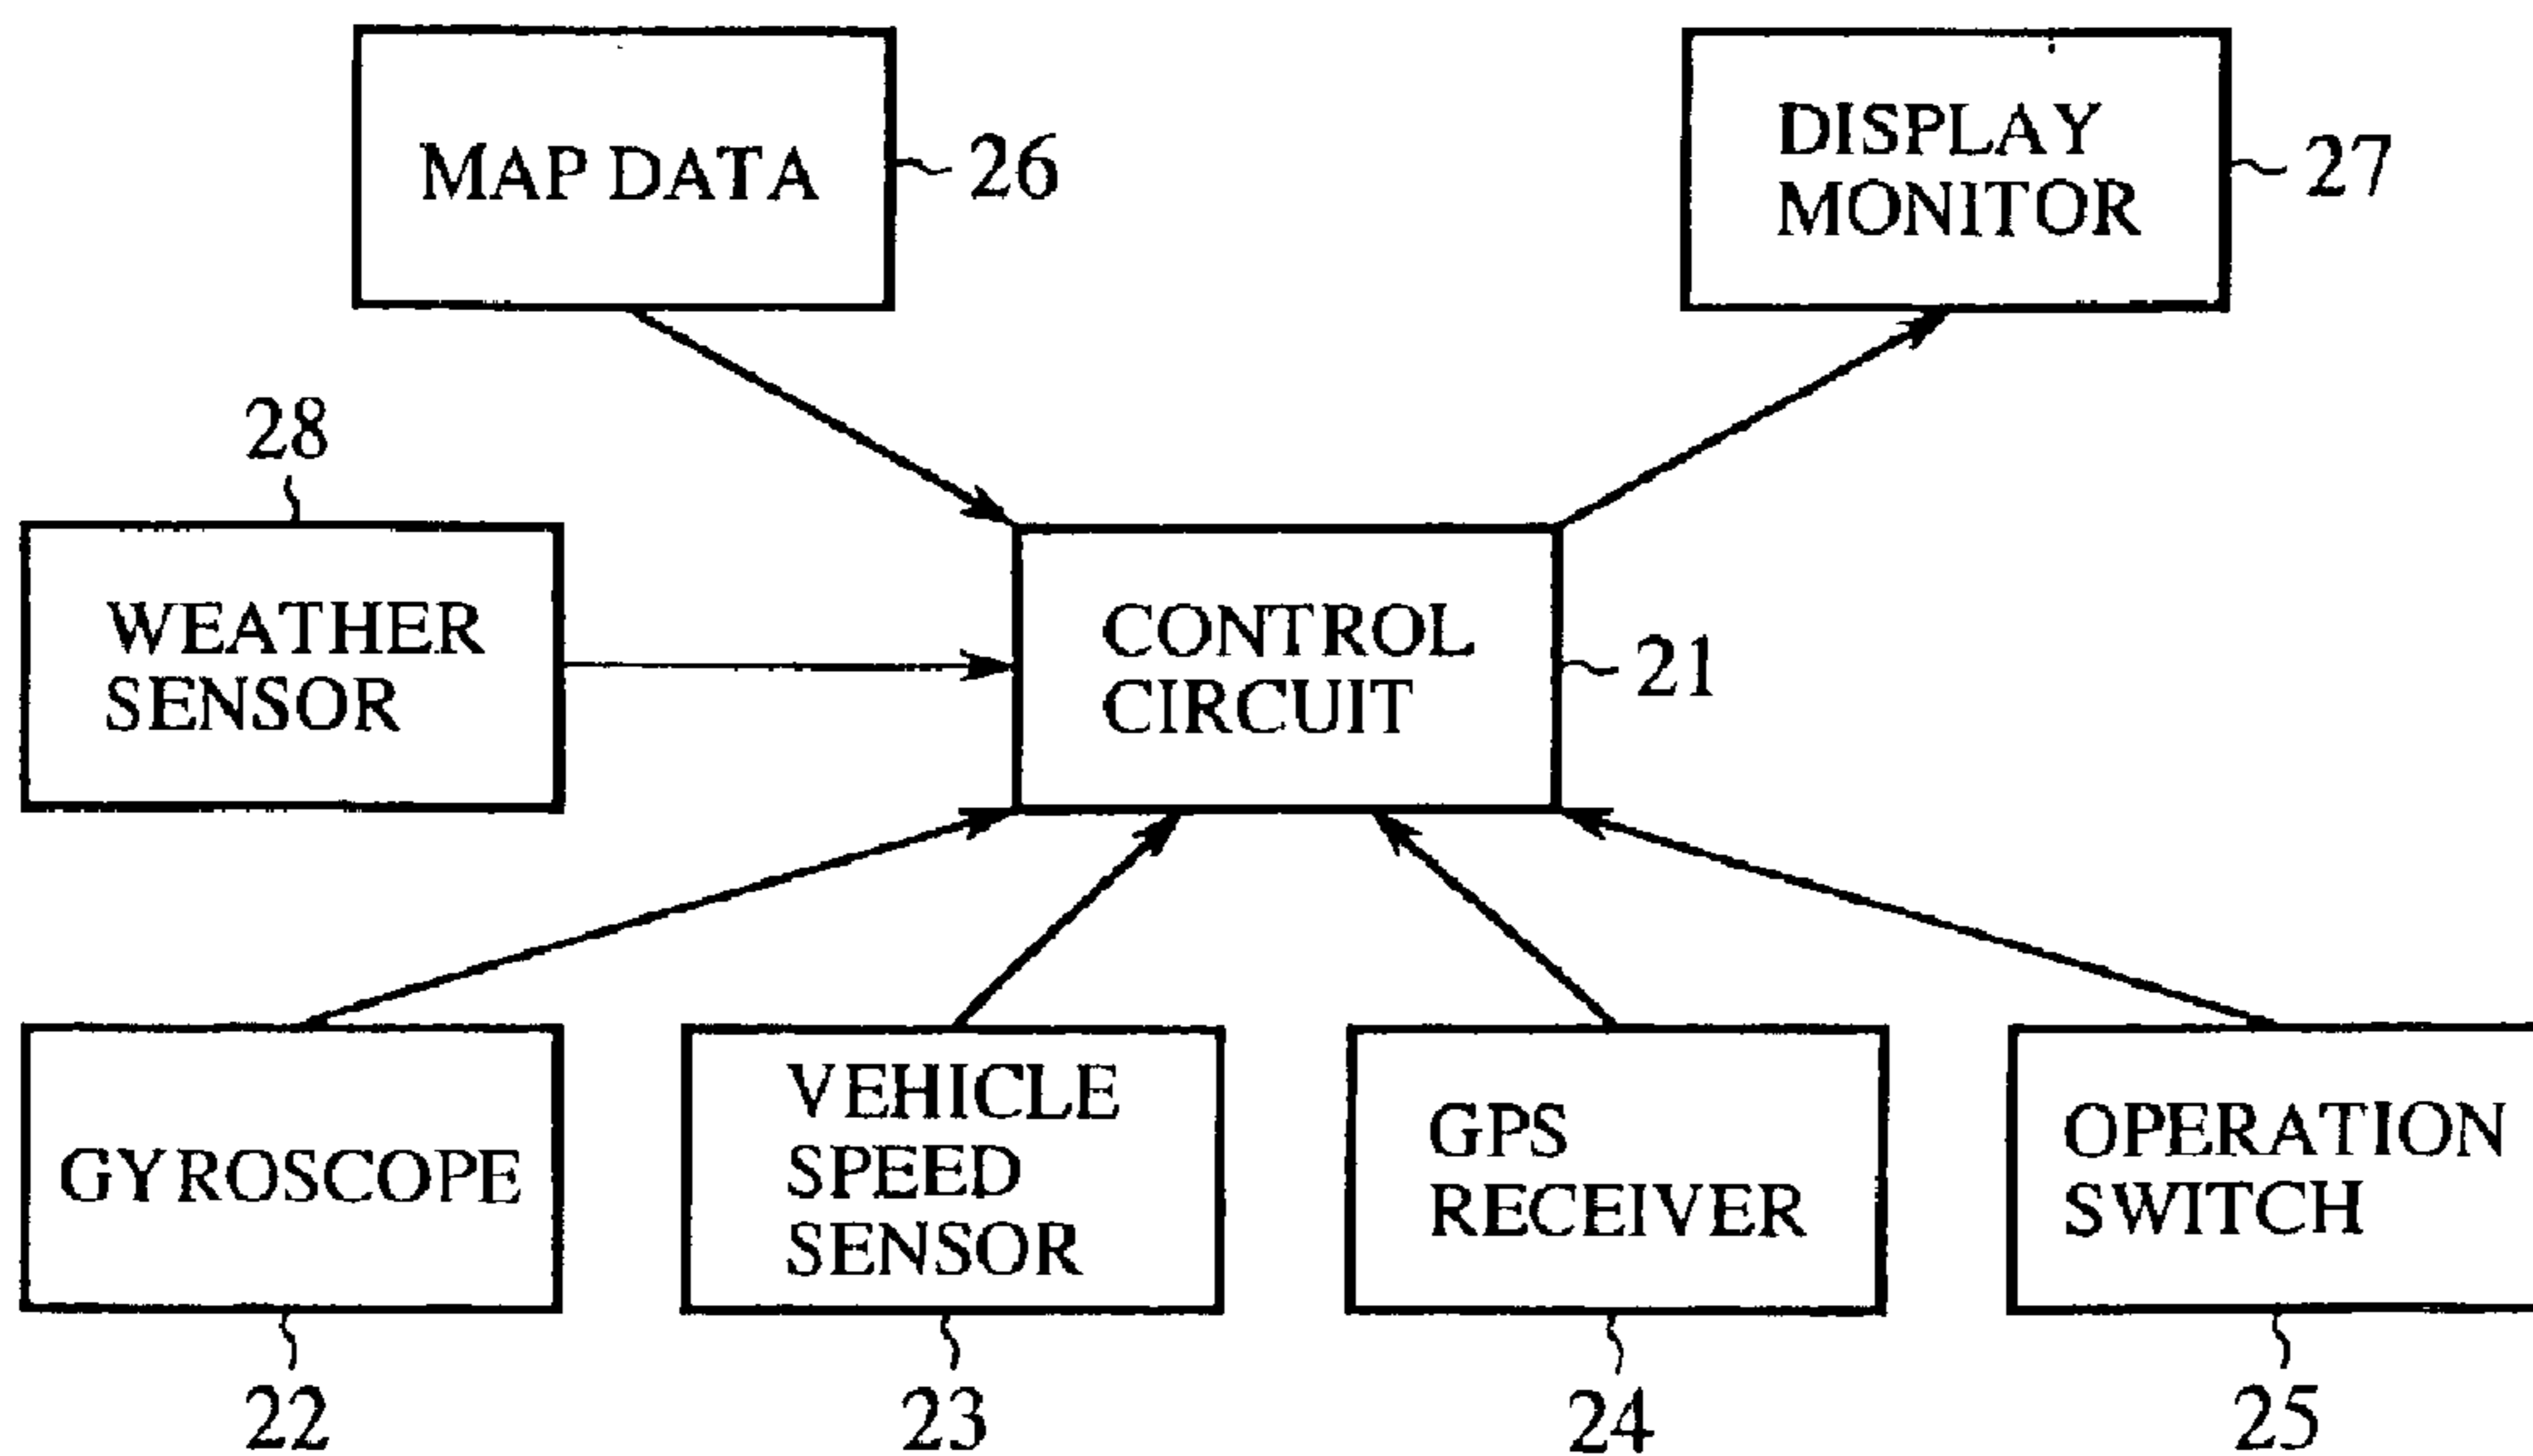 MAP DATA
26
DISPLAY
MONITOR
27
28
WEATHER
SENSOR
CONTROL
CIRCUIT
21
GYROSCOPE
22
VEHICLE
SPEED
SENSOR
23
GPS
RECEIVER
24
OPERATION
SWITCH
25